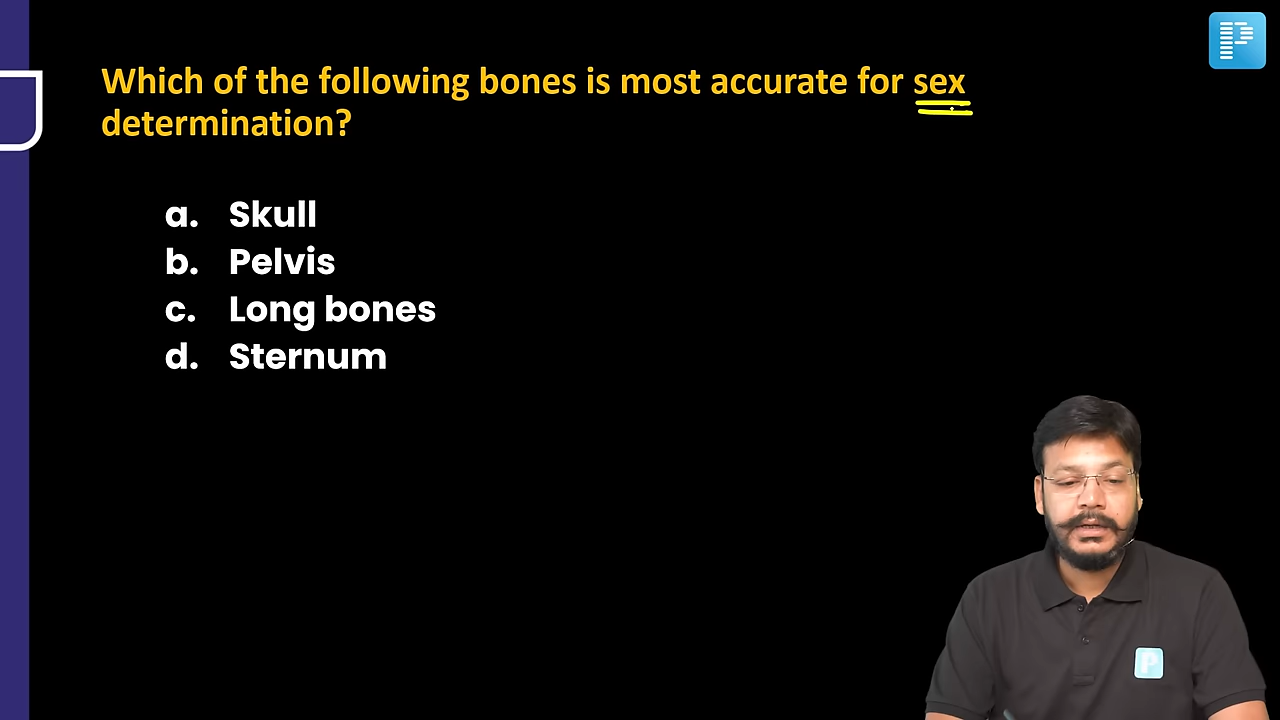 Which of the following bones is most accurate for sex
determination?
a. Skull
b. Pelvis
c. Long bones
d. Sternum